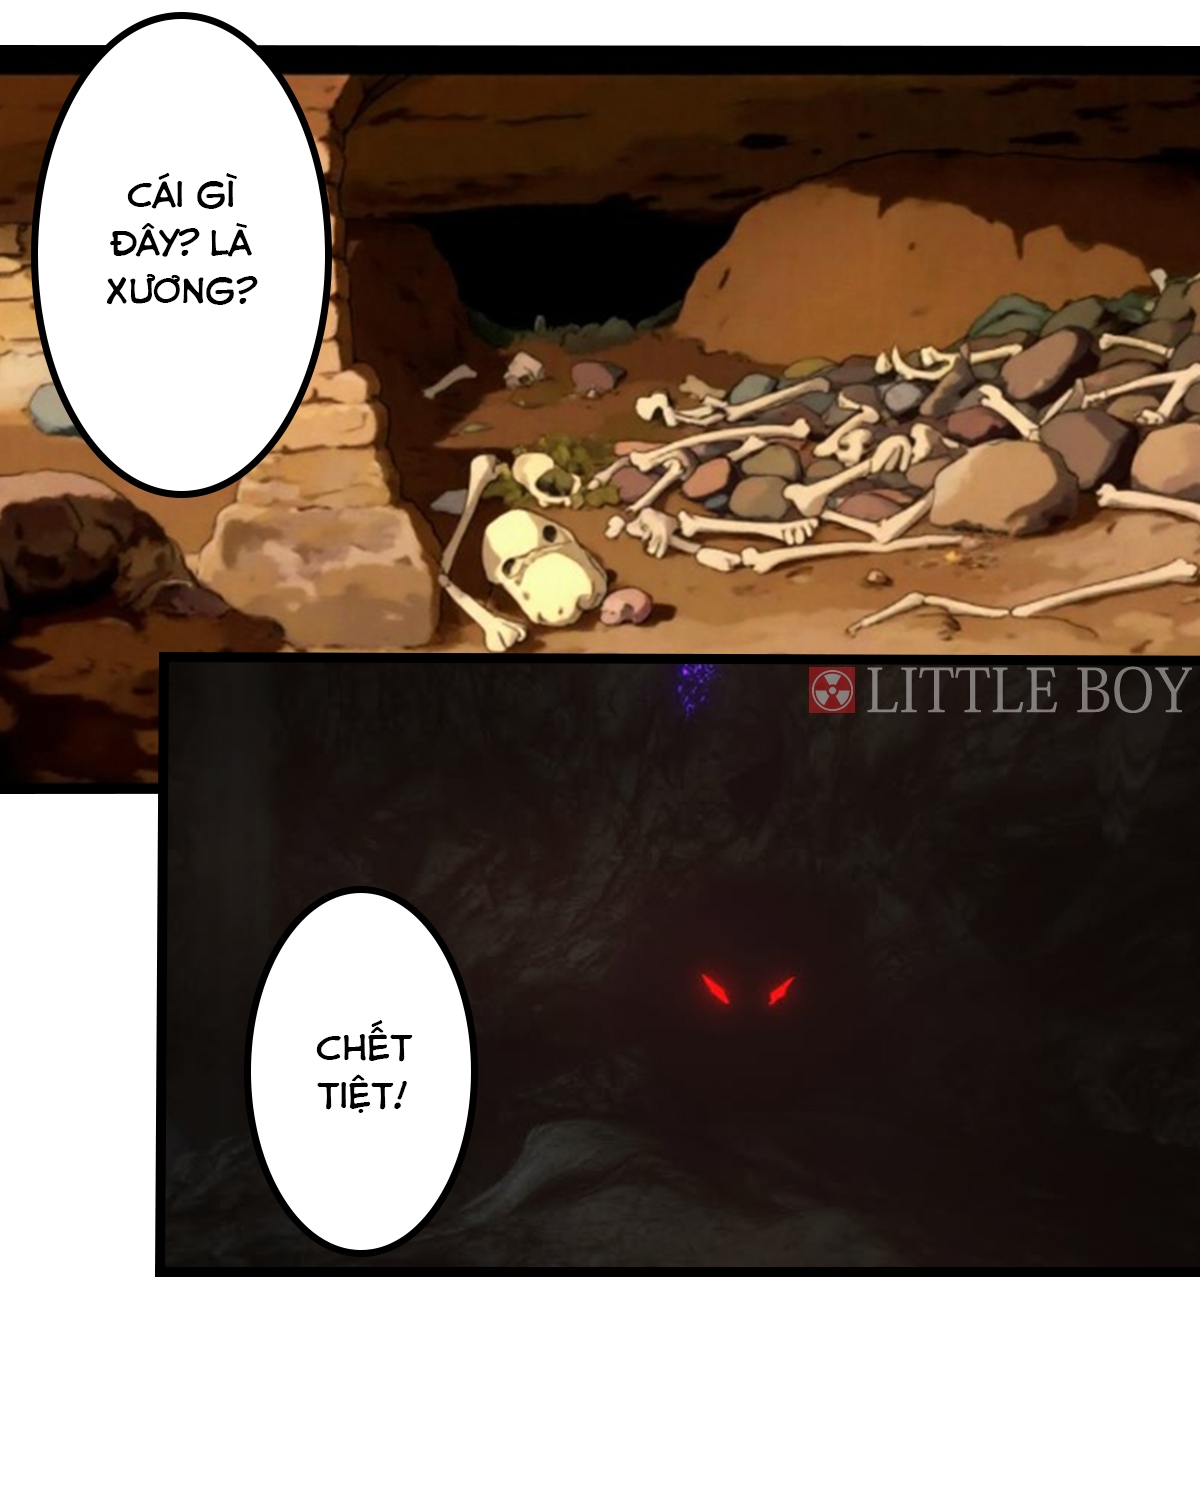 CÁI GÌ
ĐÂY? LÀ
XƯƠNG?
LITTLE BOY
CHẾT
TIỆT!